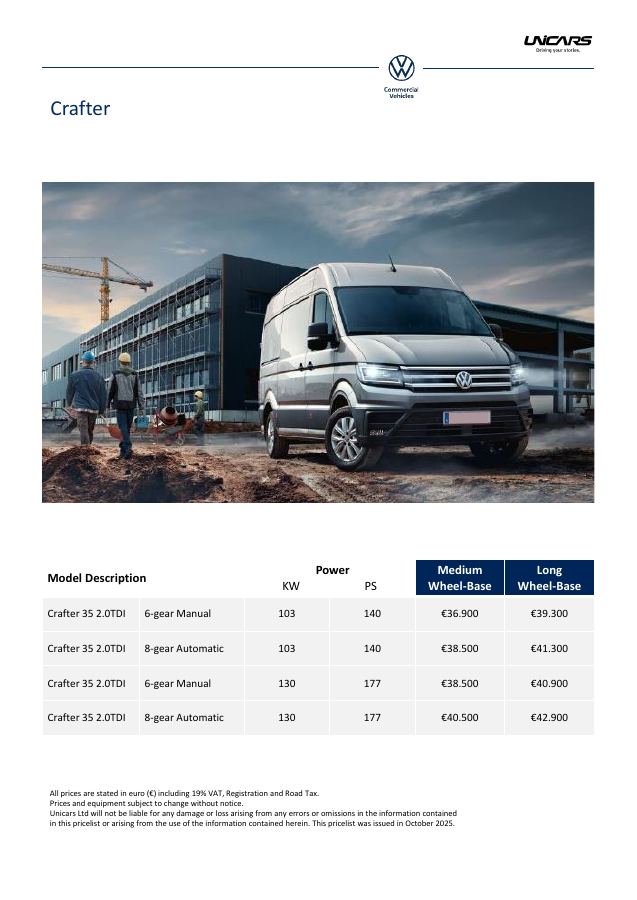 UNICARS
Driving your stories.
Commercial
Vehicles
Crafter
Model Description Power Medium Wheel-Base Long Wheel-Base
KW PS
Crafter 35 2.0TDI 6-gear Manual 103 140 €36.900 €39.300
Crafter 35 2.0TDI 8-gear Automatic 103 140 €38.500 €41.300
Crafter 35 2.0TDI 6-gear Manual 130 177 €38.500 €40.900
Crafter 35 2.0TDI 8-gear Automatic 130 177 €40.500 €42.900
All prices are stated in euro (€) including 19% VAT, Registration and Road Tax.
Prices and equipment subject to change without notice.
Unicars Ltd will not be liable for any damage or loss arising from any errors or omissions in the information contained
in this pricelist or arising from the use of the information contained herein. This pricelist was issued in October 2025.